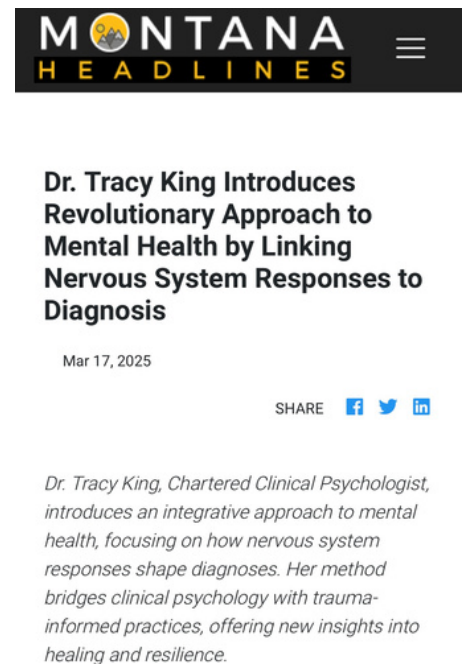 MONTANA
HEADLINES
Dr. Tracy King Introduces
Revolutionary Approach to
Mental Health by Linking
Nervous System Responses to
Diagnosis
Mar 17, 2025
SHARE
Dr. Tracy King, Chartered Clinical Psychologist,
introduces an integrative approach to mental
health, focusing on how nervous system
responses shape diagnoses. Her method
bridges clinical psychology with trauma-
informed practices, offering new insights into
healing and resilience.